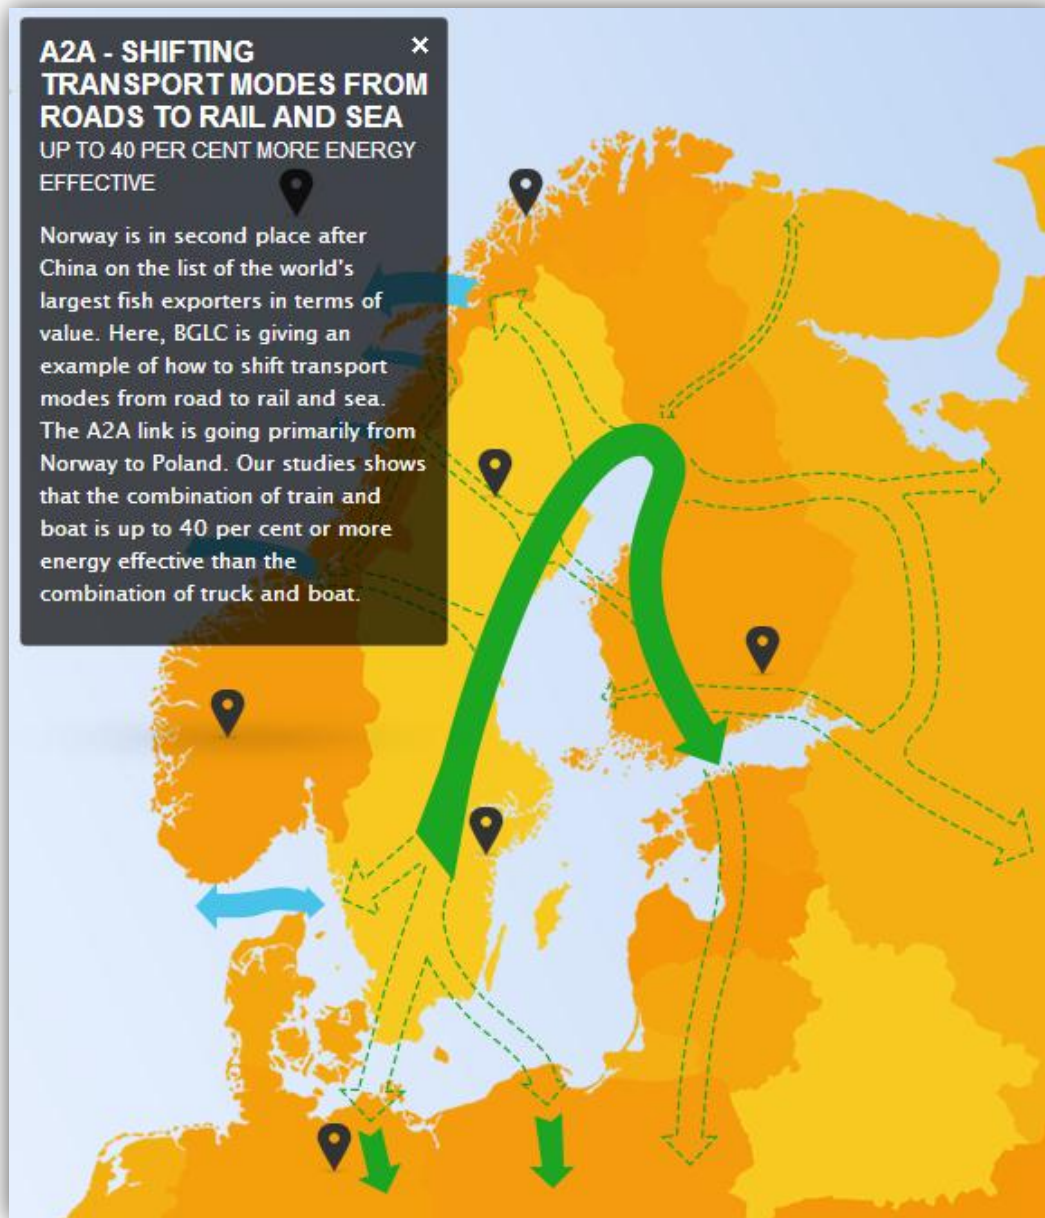 A2A - SHIFTING
TRANSPORT MODES FROM
ROADS TO RAIL AND SEA
UP TO 40 PER CENT MORE ENERGY
EFFECTIVE
Norway is in second place after
China on the list of the world's
largest fish exporters in terms of
value. Here, BGLC is giving an
example of how to shift transport
modes from road to rail and sea.
The A2A link is going primarily from
Norway to Poland. Our studies shows
that the combination of train and
boat is up to 40 per cent or more
energy effective than the
combination of truck and boat.